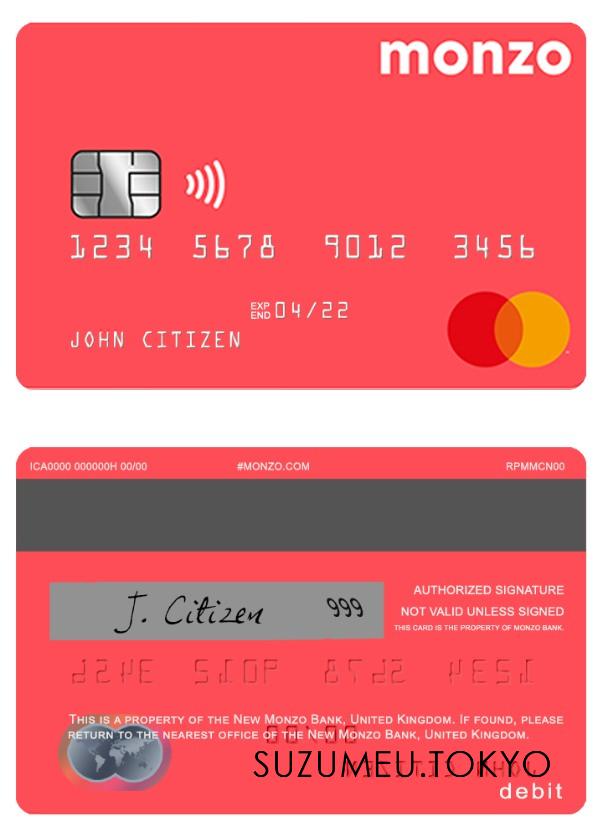 monzo
1234 5678 9012 3456
EXP
END 04/22
JOHN CITIZEN
ICA0000 000000H 00/00 #MONZO.COM RPMMCN00
AUTHORIZED SIGNATURE
J. Citizen 999
NOT VALID UNLESS SIGNED
THIS CARD IS THE PROPERTY OF MONZO BANK.
THIS IS A PROPERTY OF THE NEW MONZO BANK, UNITED KINGDOM. IF FOUND, PLEASE
RETURN TO THE NEAREST OFFICE OF THE NEW MONZO BANK, UNITED KINGDOM.
SUZUMEU.TOKYO
debit